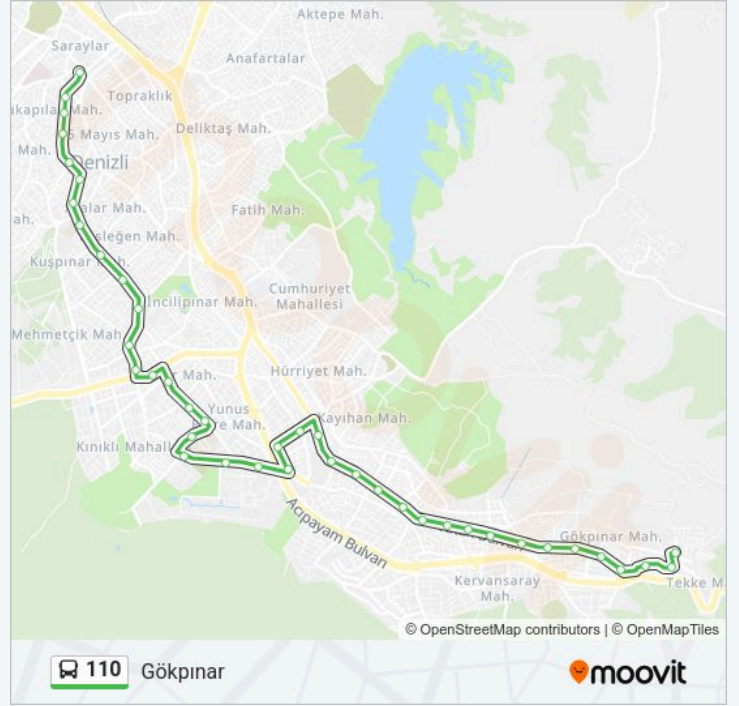 Aktepe Mah.
Saraylar
Anafartalar
Topraklık
Mah.
Deliktaş Mah.
5 Mayıs Mah.
Mah.
Denizli
Fatih Mah.
alar Mah.
ah.
Kuşpınar
Cumhuriyet
Mahallesi
İncilipınar Mah.
Mehmetçik Mah
Hürriyet Mah.
Mah.
Yunus
Mah.
Kayıhan Mah.
Kınıklı
Acıpayam Bulvarı
Gökpınar Mah.
Kervansaray
Mah.
Tekke M
© OpenStreetMap contributors | © OpenMapTiles
110 Gökpınar
moovit